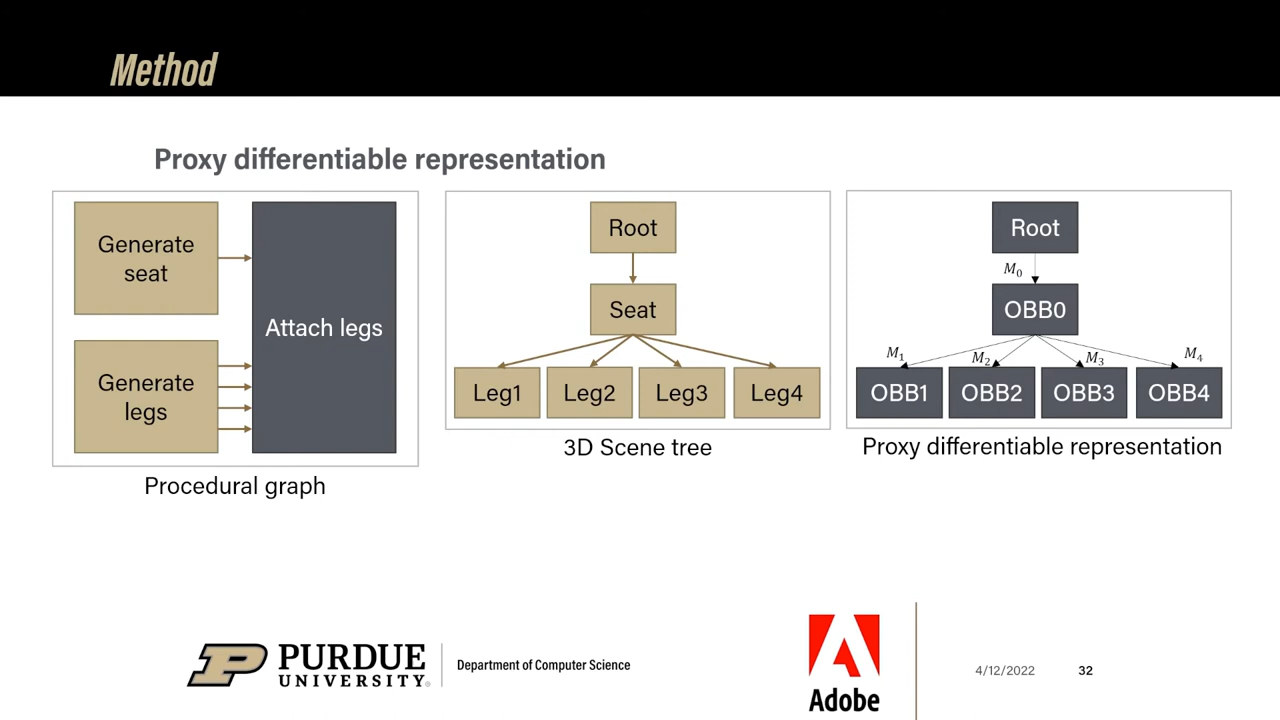 Method
Proxy differentiable representation
Generate
seat
Generate
legs
Attach legs
Procedural graph
Root
Seat
Leg1 Leg2 Leg3 Leg4
3D Scene tree
Root
M₀
OBB0
M₁ M₂ M₃ M₄
OBB1 OBB2 OBB3 OBB4
Proxy differentiable representation
P PURDUE
UNIVERSITY®
Department of Computer Science
Adobe
4/12/2022 32